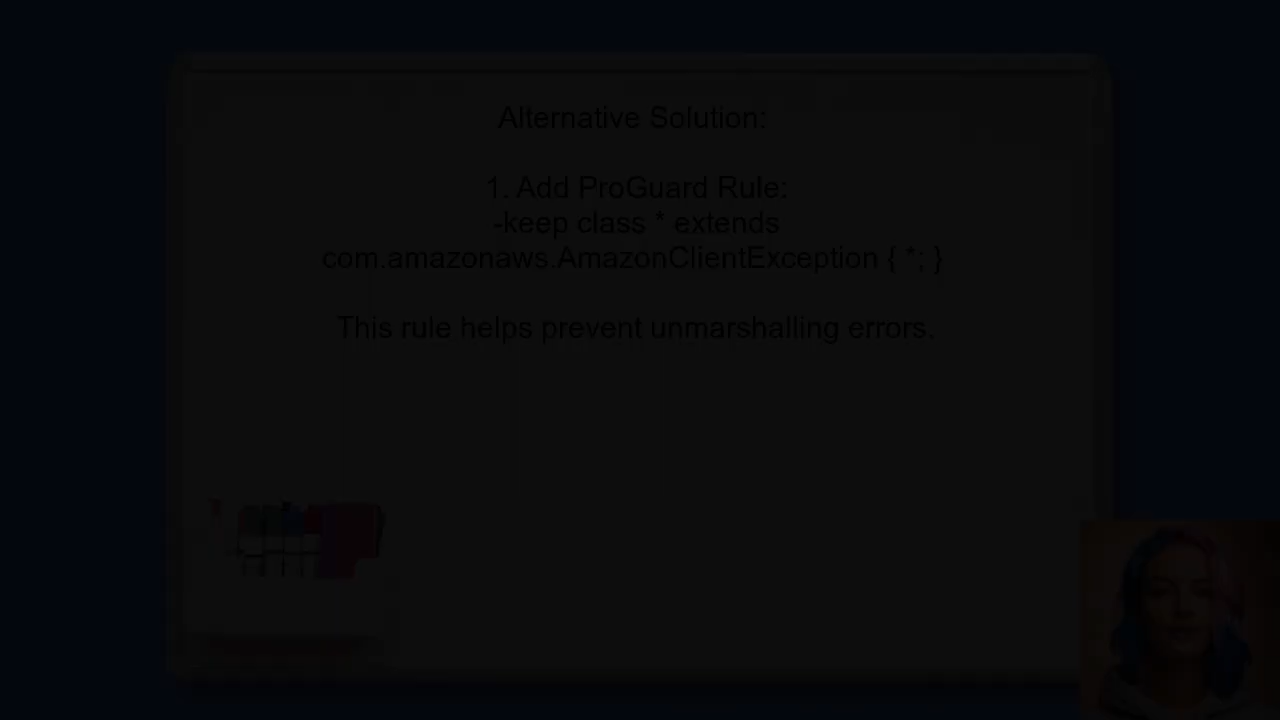 Alternative Solution:
1. Add ProGuard Rule:
-keep class * extends
com.amazonaws.AmazonClientException { *; }
This rule helps prevent unmarshalling errors.